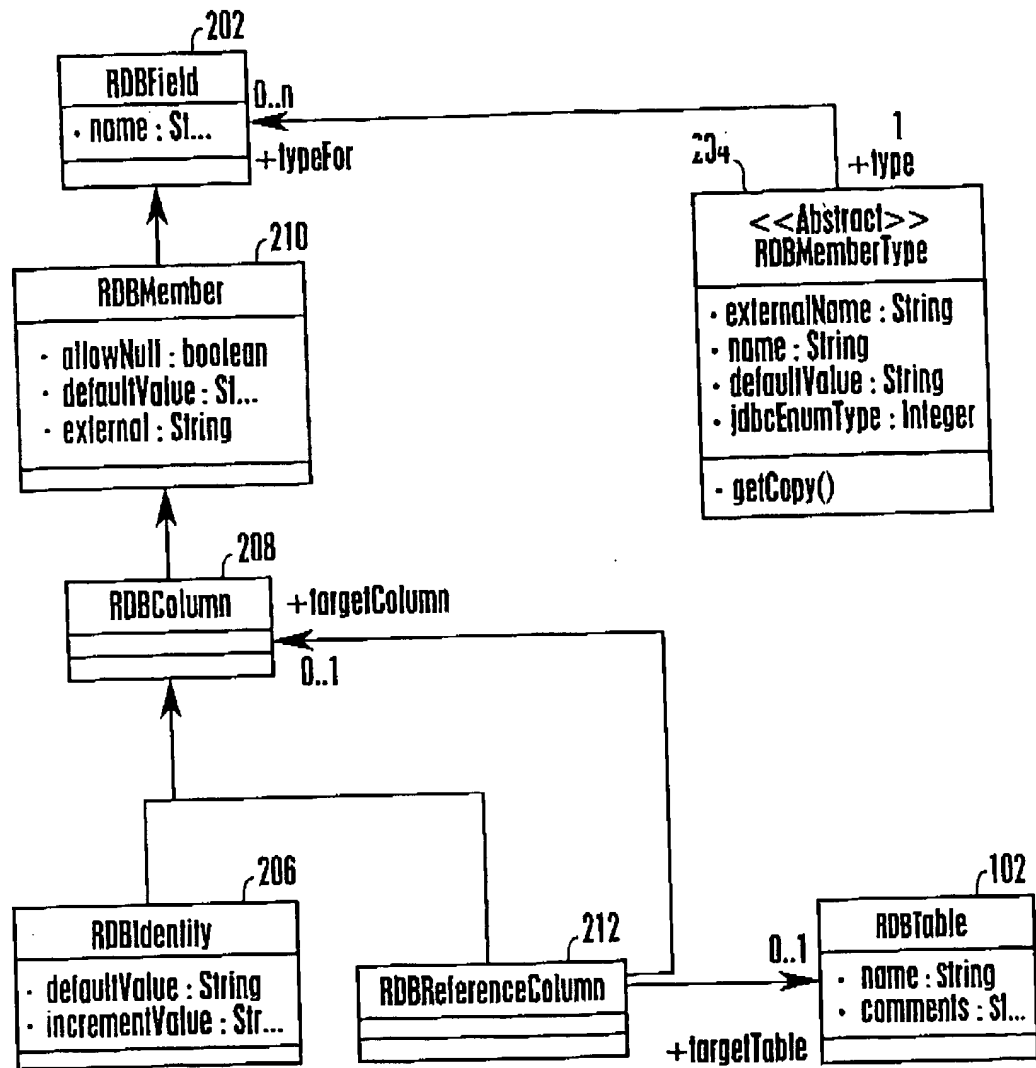 202
RDBField
· name : St...
0..n
+typeFor
1
+type
204
<<Abstract>>
RDBMemberType
· externalName : String
· name : String
· defaultValue : String
· jdbcEnumType : Integer
- getCopy()
210
RDBMember
· allowNull : boolean
· defaultValue : St...
· external : String
208
RDBColumn
+targetColumn
0..1
206
RDBIdentity
· defaultValue : String
· incrementValue : Str...
212
RDBReferenceColumn
0..1
+targetTable
102
RDBTable
· name : string
· comments : St...